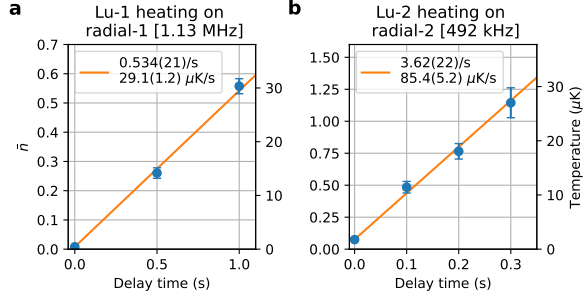 a
Lu-1 heating on
radial-1 [1.13 MHz]
0.534(21)/s
29.1(1.2) μK/s
0.7
0.6
0.5
0.4
0.3
0.2
0.1
0.0
n̄
30
20
10
0
0.0 0.5 1.0
Delay time (s)
b
Lu-2 heating on
radial-2 [492 kHz]
3.62(22)/s
85.4(5.2) μK/s
1.50
1.25
1.00
0.75
0.50
0.25
0.00
30
20
10
0
Temperature (μK)
0.0 0.1 0.2 0.3
Delay time (s)